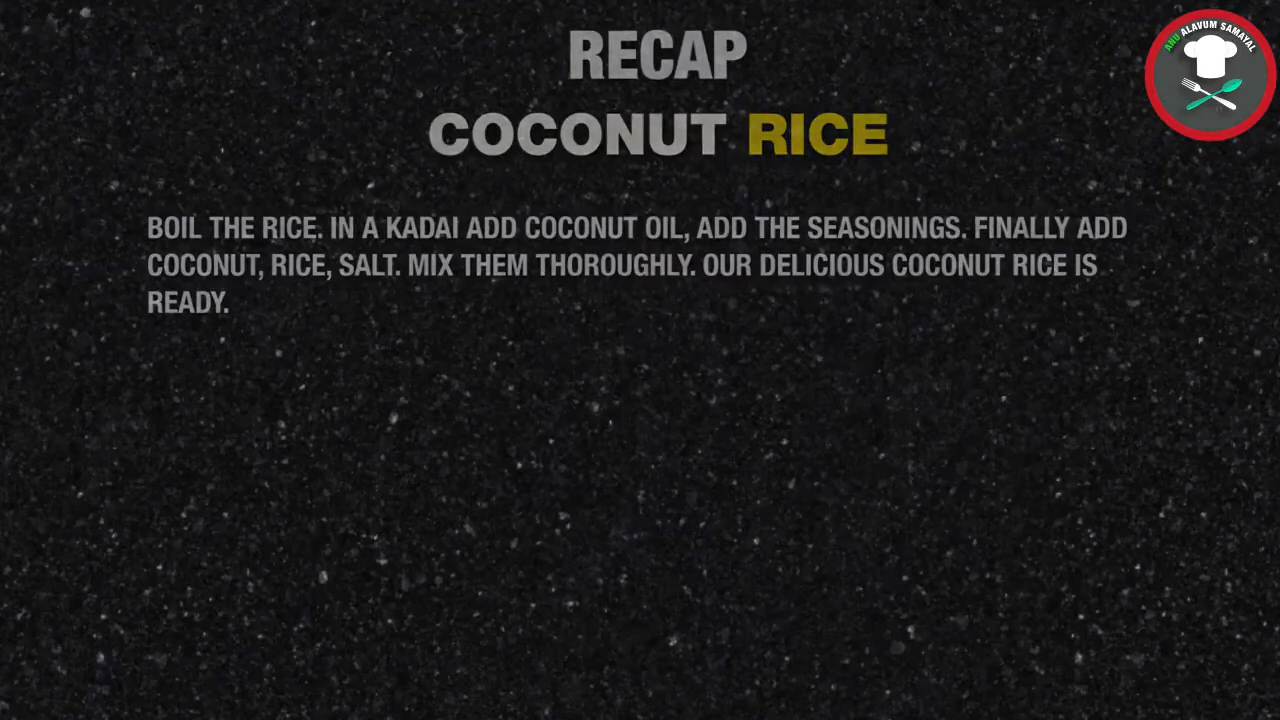 RECAP
COCONUT RICE
BOIL THE RICE. IN A KADAI ADD COCONUT OIL, ADD THE SEASONINGS. FINALLY ADD
COCONUT, RICE, SALT. MIX THEM THOROUGHLY. OUR DELICIOUS COCONUT RICE IS
READY.
ANU ALAVUM SAMAYAL